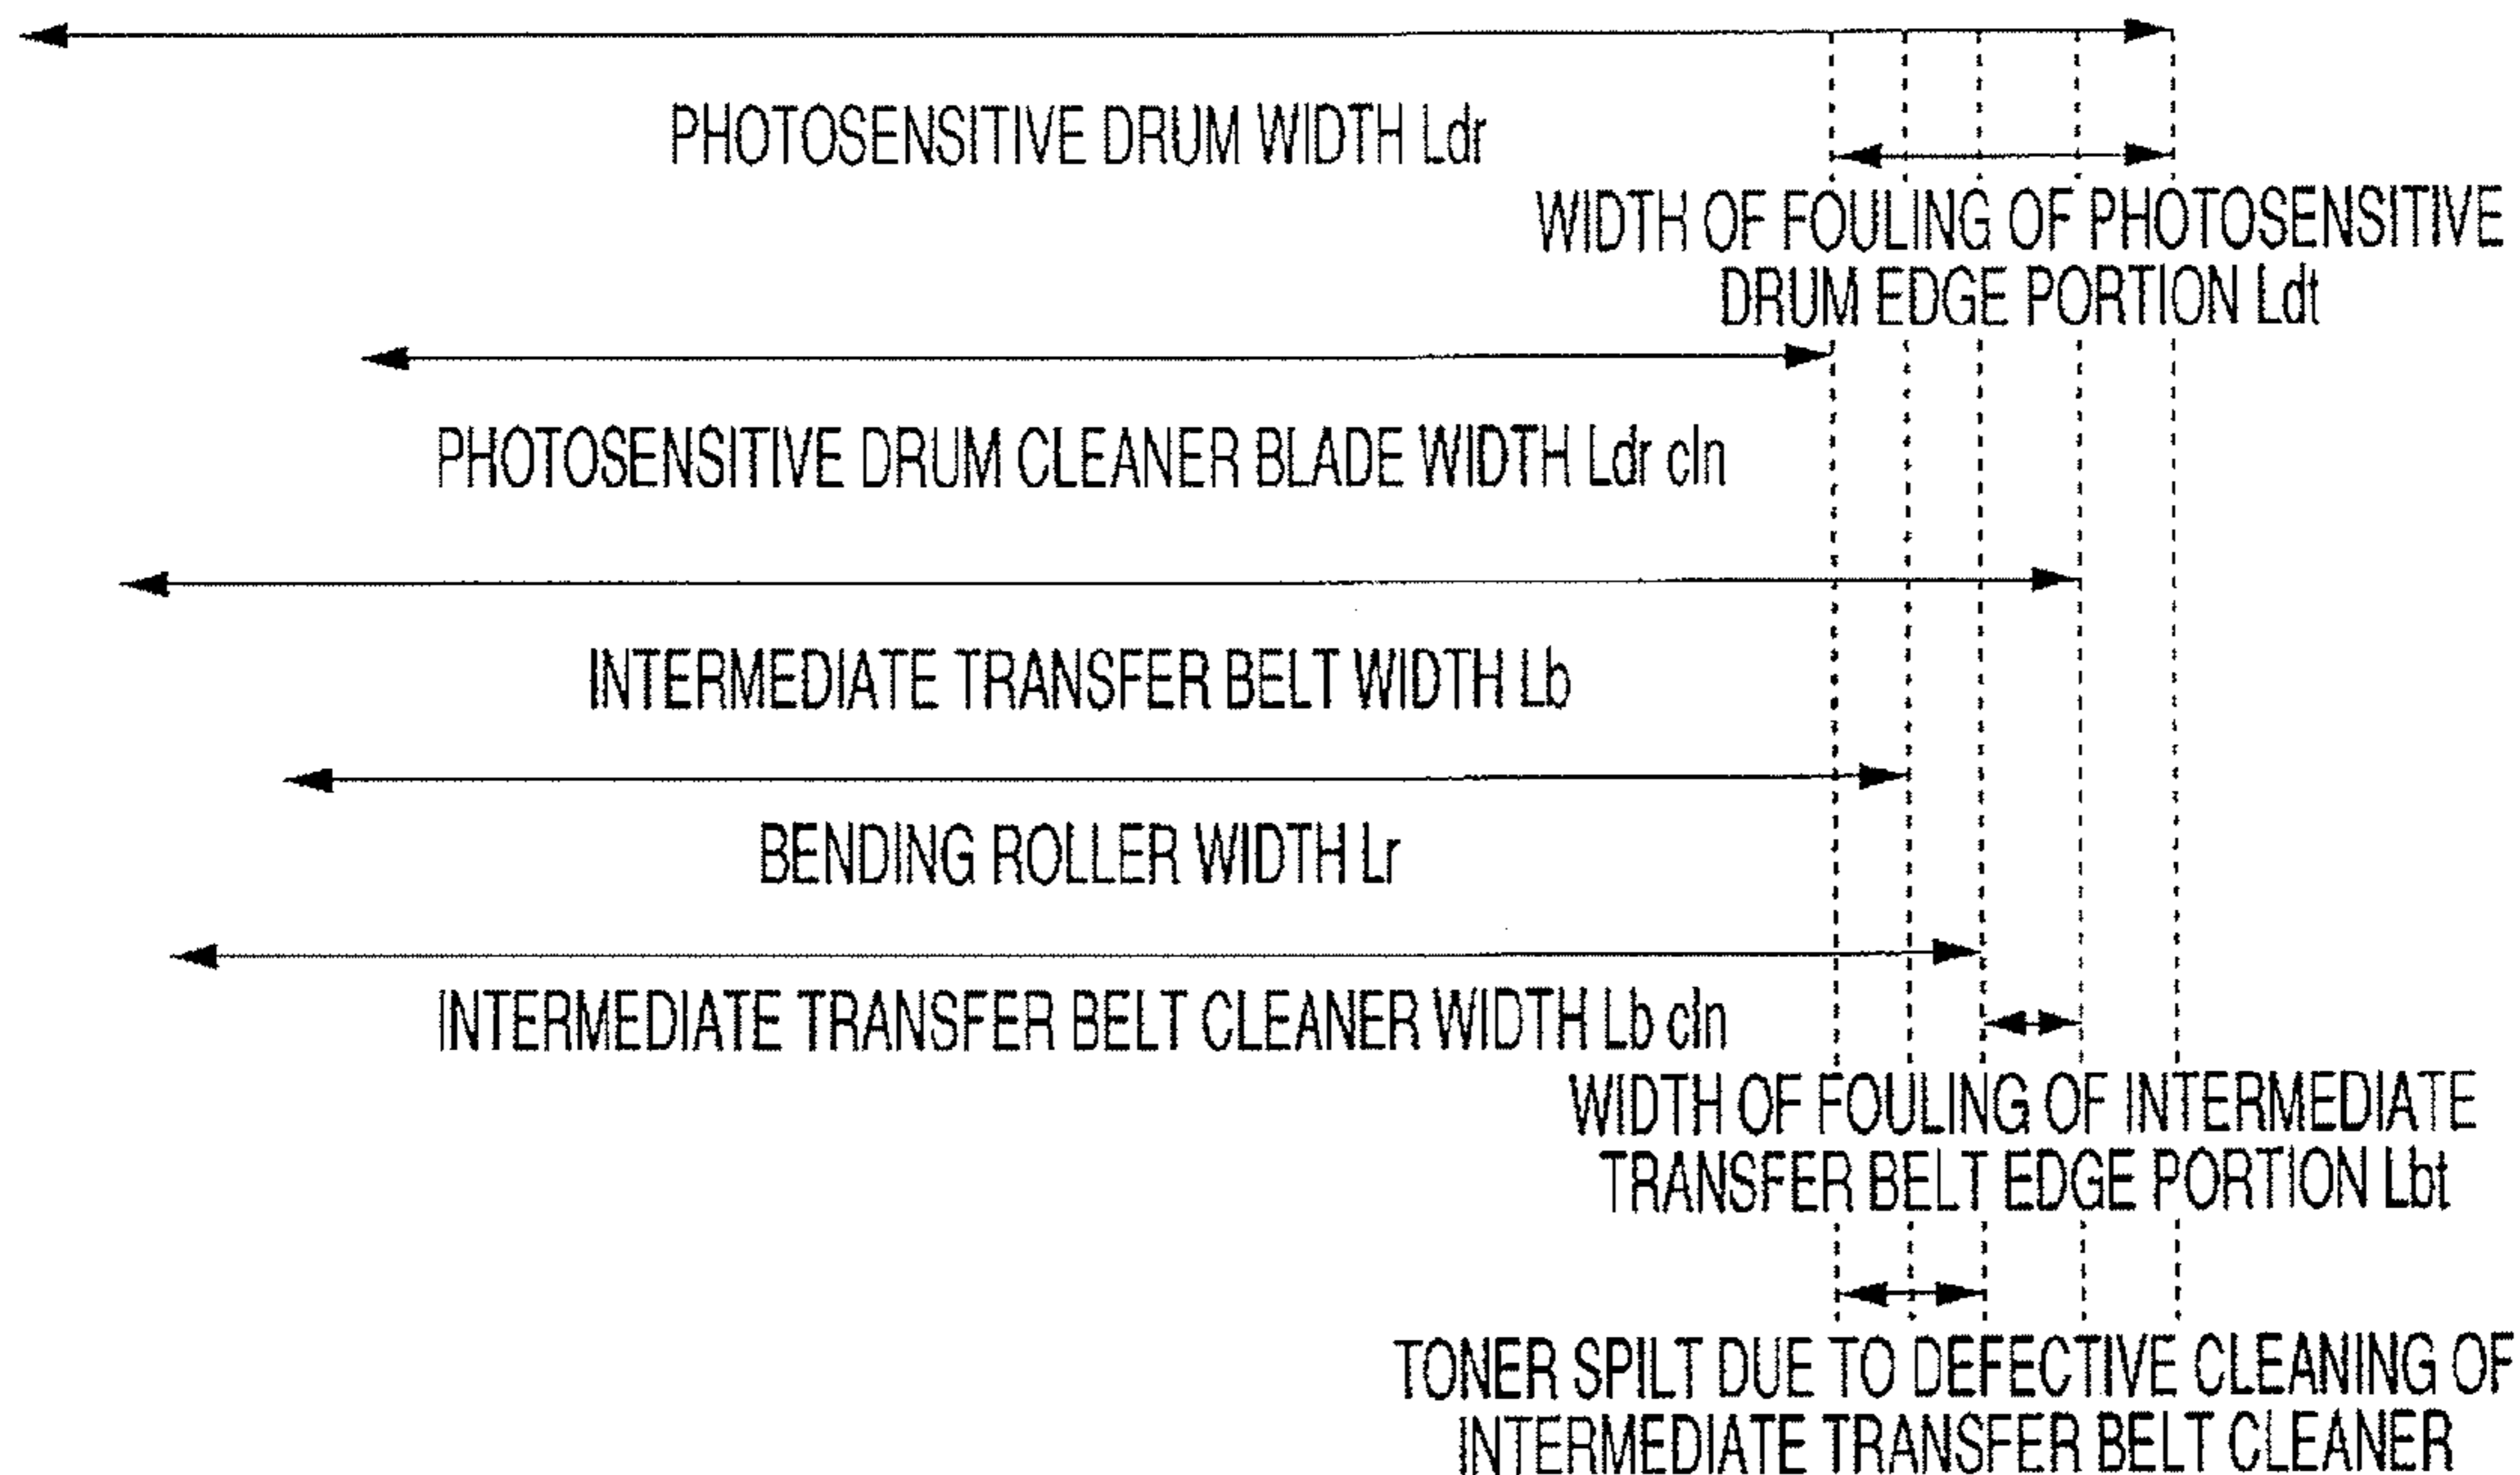 PHOTOSENSITIVE DRUM WIDTH Ldr
WIDTH OF FOULING OF PHOTOSENSITIVE
DRUM EDGE PORTION Ldt
PHOTOSENSITIVE DRUM CLEANER BLADE WIDTH Ldr cln
INTERMEDIATE TRANSFER BELT WIDTH Lb
BENDING ROLLER WIDTH Lr
INTERMEDIATE TRANSFER BELT CLEANER WIDTH Lb cln
WIDTH OF FOULING OF INTERMEDIATE
TRANSFER BELT EDGE PORTION Lbt
TONER SPILT DUE TO DEFECTIVE CLEANING OF
INTERMEDIATE TRANSFER BELT CLEANER